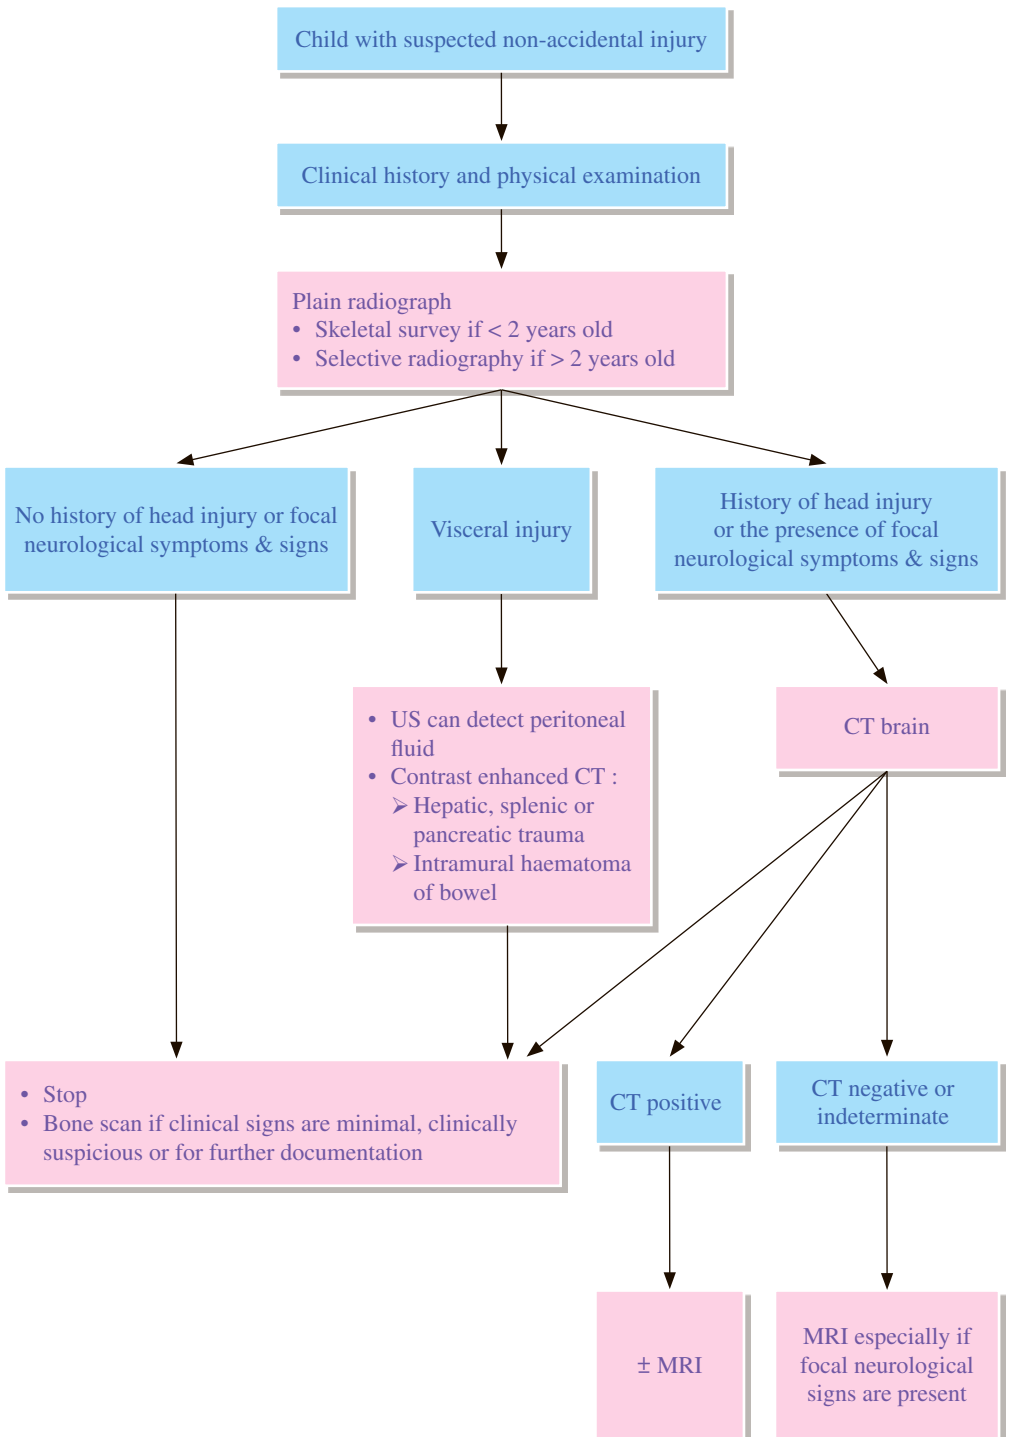 Child with suspected non-accidental injury
Clinical history and physical examination
Plain radiograph
• Skeletal survey if < 2 years old
• Selective radiography if > 2 years old
No history of head injury or focal
neurological symptoms & signs
Visceral injury
History of head injury
or the presence of focal
neurological symptoms & signs
• US can detect peritoneal
fluid
• Contrast enhanced CT :
➢ Hepatic, splenic or
pancreatic trauma
➢ Intramural haematoma
of bowel
CT brain
• Stop
• Bone scan if clinical signs are minimal, clinically
suspicious or for further documentation
CT positive
CT negative or
indeterminate
± MRI
MRI especially if
focal neurological
signs are present